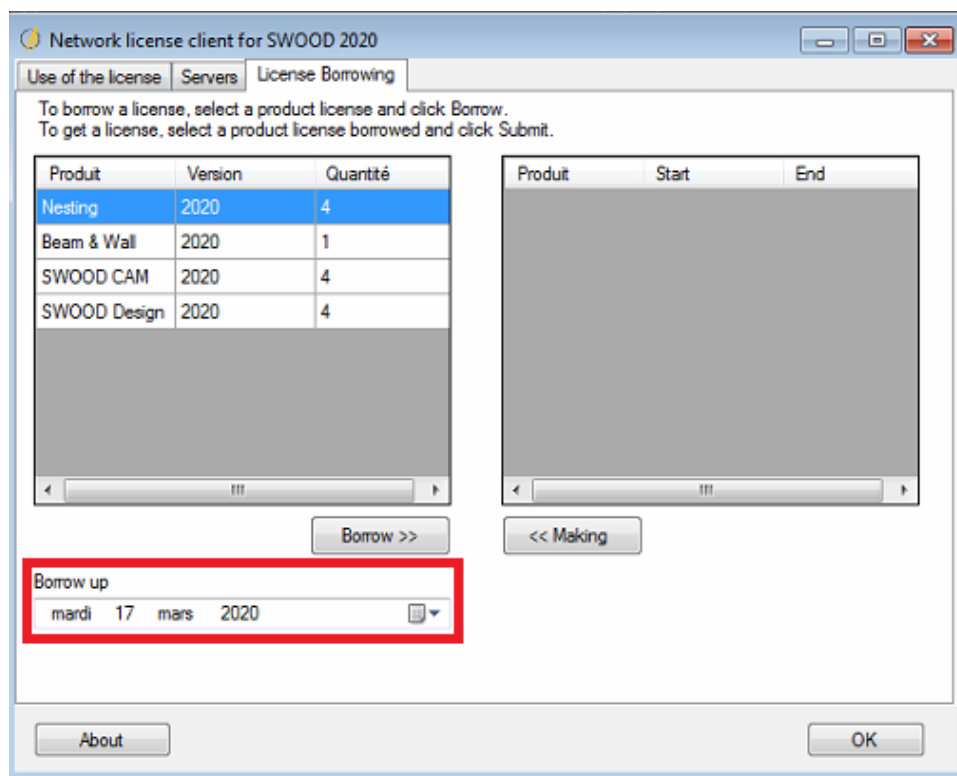 Network license client for SWOOD 2020
Use of the license Servers License Borrowing
To borrow a license, select a product license and click Borrow.
To get a license, select a product license borrowed and click Submit.
Produit Version Quantité Produit Start End
Nesting 2020 4
Beam & Wall 2020 1
SWOOD CAM 2020 4
SWOOD Design 2020 4
Borrow >> << Making
Borrow up
mardi 17 mars 2020
About OK